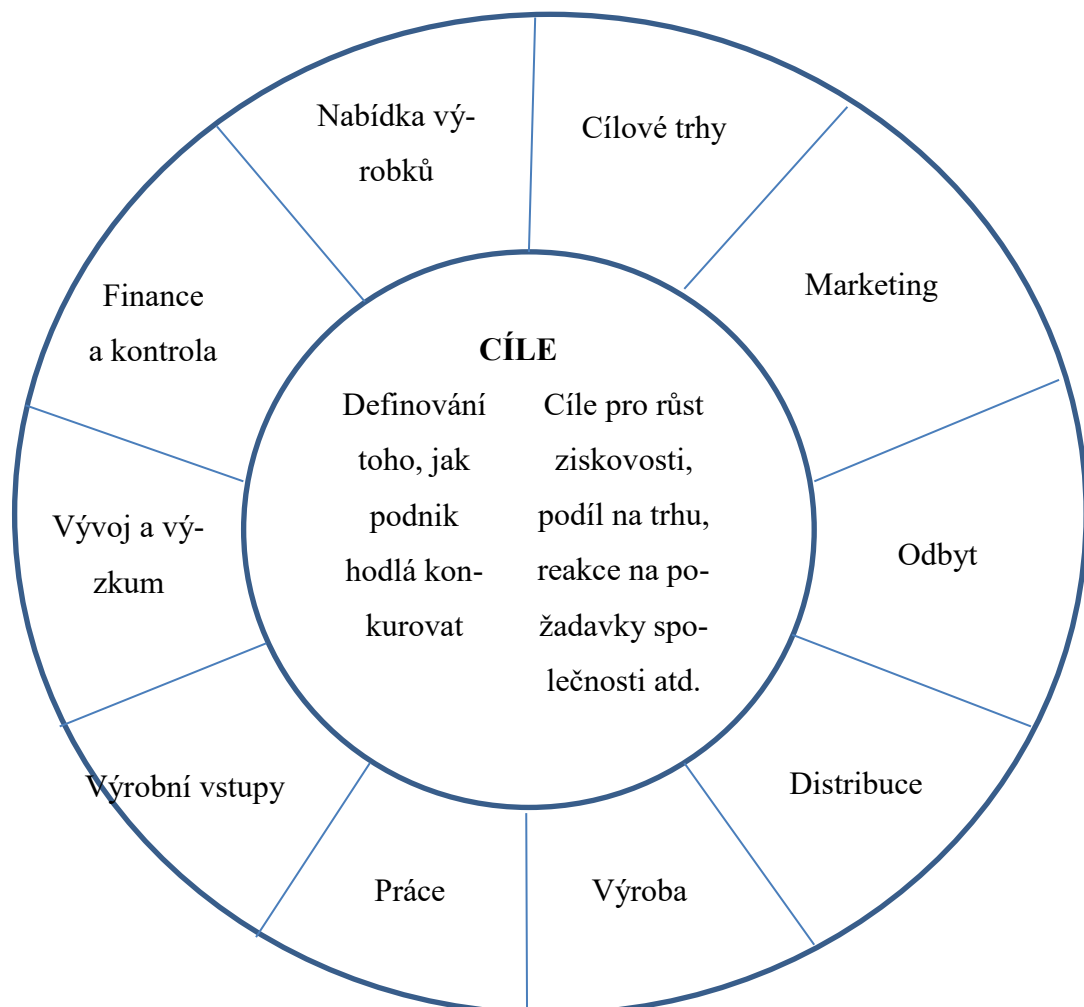 Nabídka vý-
robků
Cílové trhy
Marketing
Odbyt
Distribuce
Výroba
Práce
Výrobní vstupy
Vývoj a vý-
zkum
Finance
a kontrola
CÍLE
Definování
toho, jak
podnik
hodlá kon-
kurovat
Cíle pro růst
ziskovosti,
podíl na trhu,
reakce na po-
žadavky spo-
lečnosti atd.